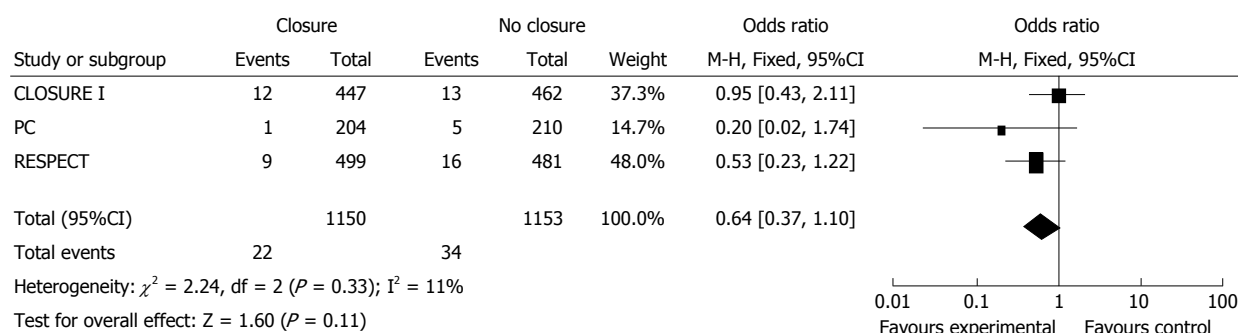 Closure No closure Odds ratio Odds ratio
Study or subgroup Events Total Events Total Weight M-H, Fixed, 95%CI M-H, Fixed, 95%CI
CLOSURE I 12 447 13 462 37.3% 0.95 [0.43, 2.11]
PC 1 204 5 210 14.7% 0.20 [0.02, 1.74]
RESPECT 9 499 16 481 48.0% 0.53 [0.23, 1.22]
Total (95%CI) 1150 1153 100.0% 0.64 [0.37, 1.10]
Total events 22 34
Heterogeneity: χ² = 2.24, df = 2 (P = 0.33); I² = 11%
Test for overall effect: Z = 1.60 (P = 0.11)
0.01 0.1 1 10 100
Favours experimental Favours control